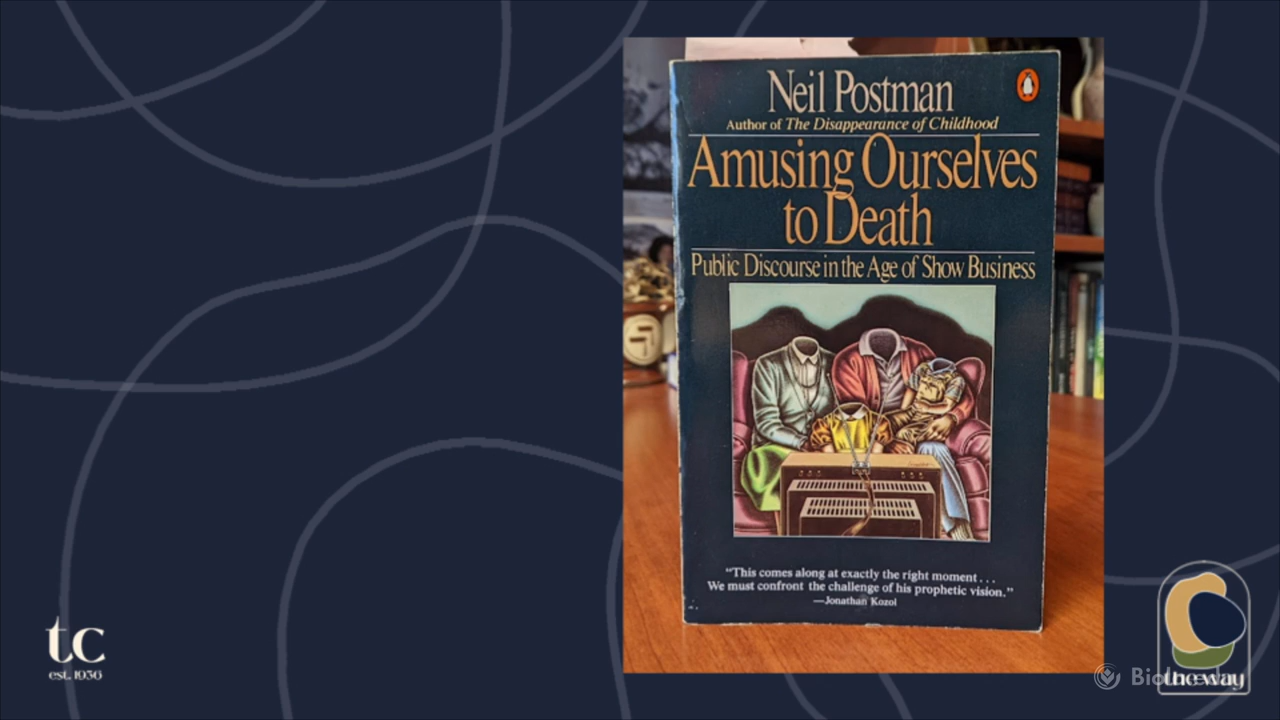 Neil Postman
Author of The Disappearance of Childhood
Amusing Ourselves
to Death
Public Discourse in the Age of Show Business
"This comes along at exactly the right moment . . .
We must confront the challenge of his prophetic vision."
—Jonathan Kozol
tc
est. 1936
the way